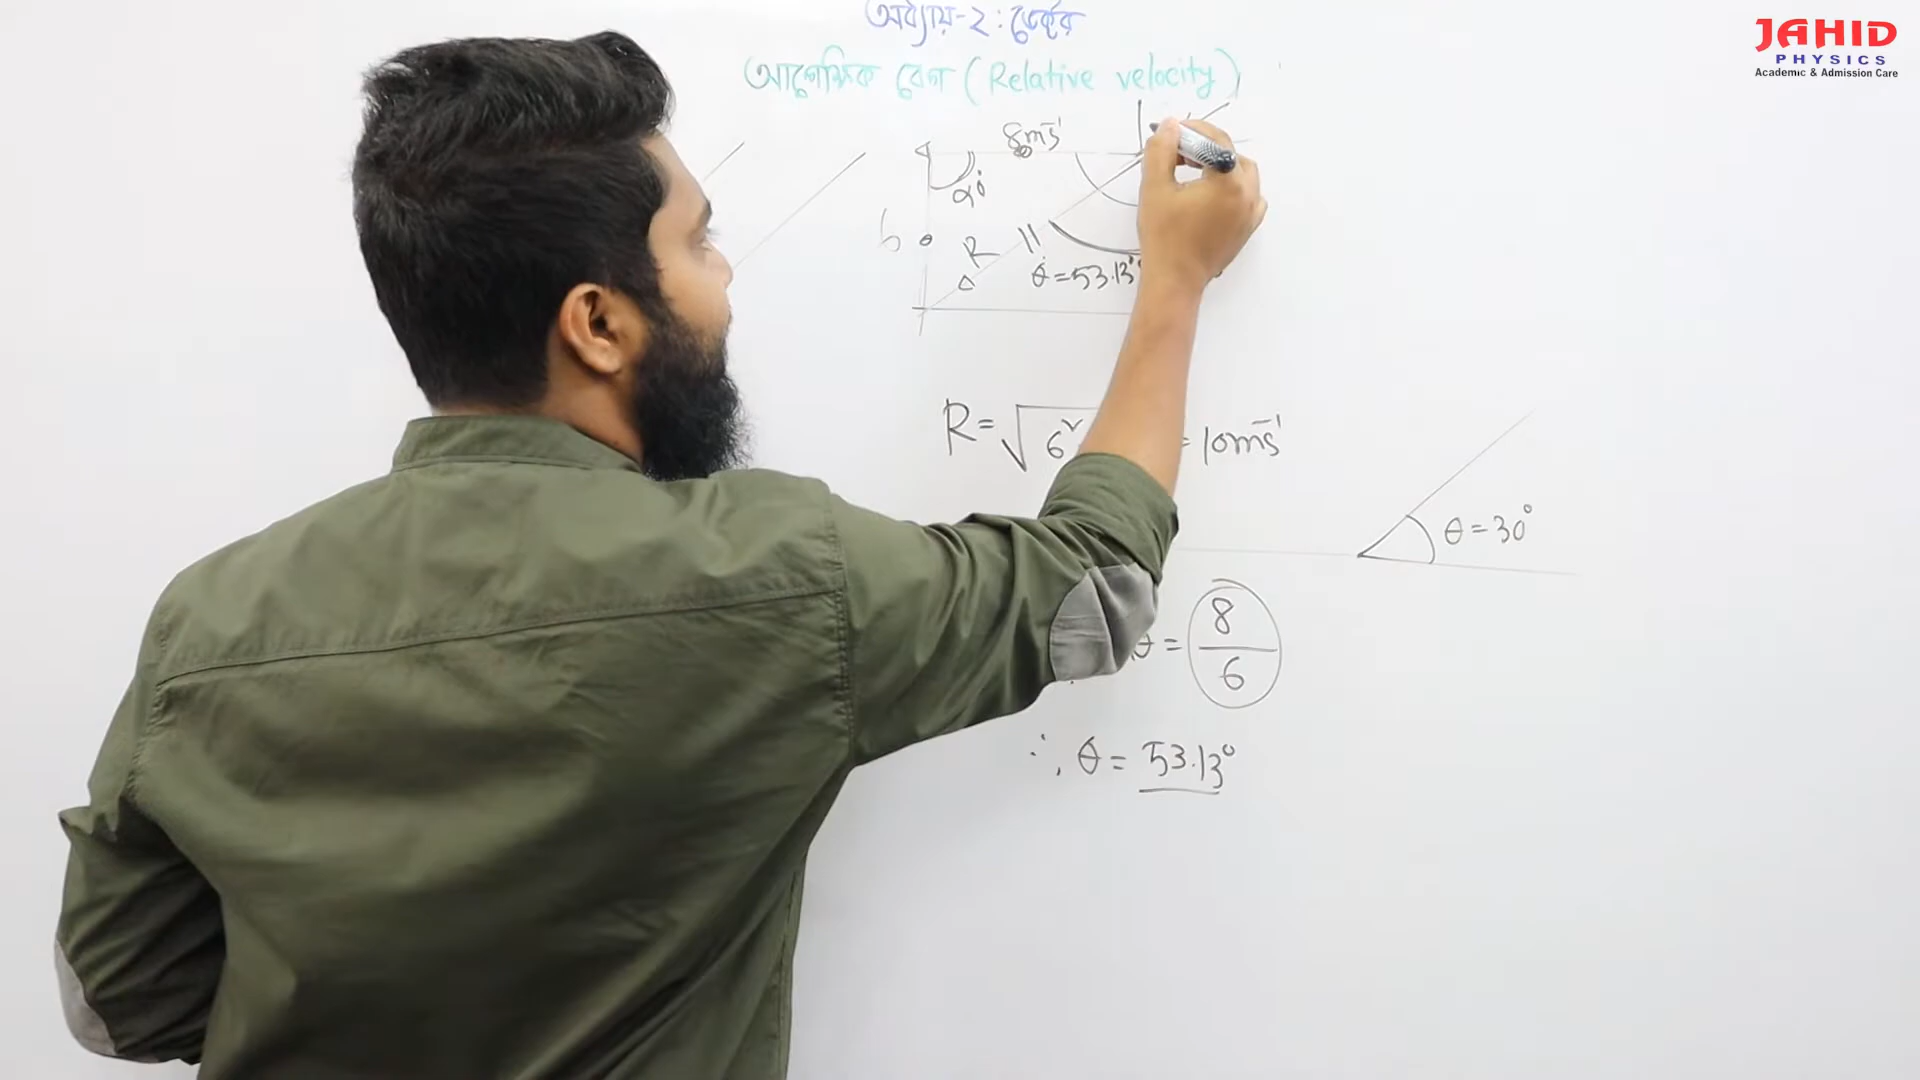 অধ্যায়-২: ভেক্টর
আপেক্ষিক বেগ (Relative velocity)
JAHID
PHYSICS
Academic & Admission Care
8ms⁻¹
α
6
R
θ = 53.13°
R = √6²
= 10ms⁻¹
θ = 30°
θ = 8/6
∴ θ = 53.13°